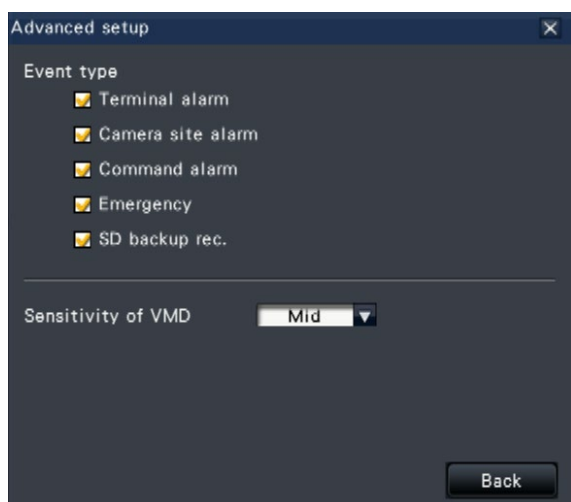 Advanced setup
Event type
Terminal alarm
Camera site alarm
Command alarm
Emergency
SD backup rec.
Sensitivity of VMD Mid
Back